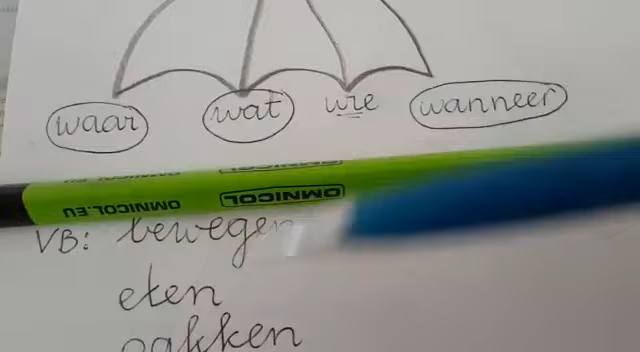 waar wat wie wanneer
OMNICOL.EU OMNICOL
VB: bewegen
eten
pakken